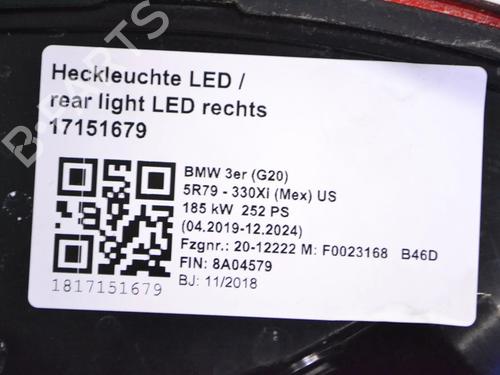 Heckleuchte LED /
rear light LED rechts
17151679
BMW 3er (G20)
5R79 - 330Xi (Mex) US
185 kW 252 PS
(04.2019-12.2024)
Fzgnr.: 20-12222 M: F0023168 B46D
FIN: 8A04579
BJ: 11/2018
1817151679